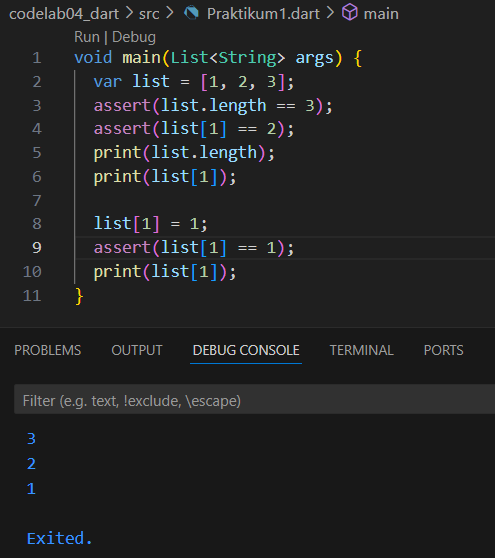 codelab04_dart > src > Praktikum1.dart > main
Run | Debug
1 void main(List<String> args) {
2   var list = [1, 2, 3];
3   assert(list.length == 3);
4   assert(list[1] == 2);
5   print(list.length);
6   print(list[1]);
7
8   list[1] = 1;
9   assert(list[1] == 1);
10   print(list[1]);
11 }
PROBLEMS OUTPUT DEBUG CONSOLE TERMINAL PORTS
Filter (e.g. text, !exclude, \escape)
3
2
1
Exited.